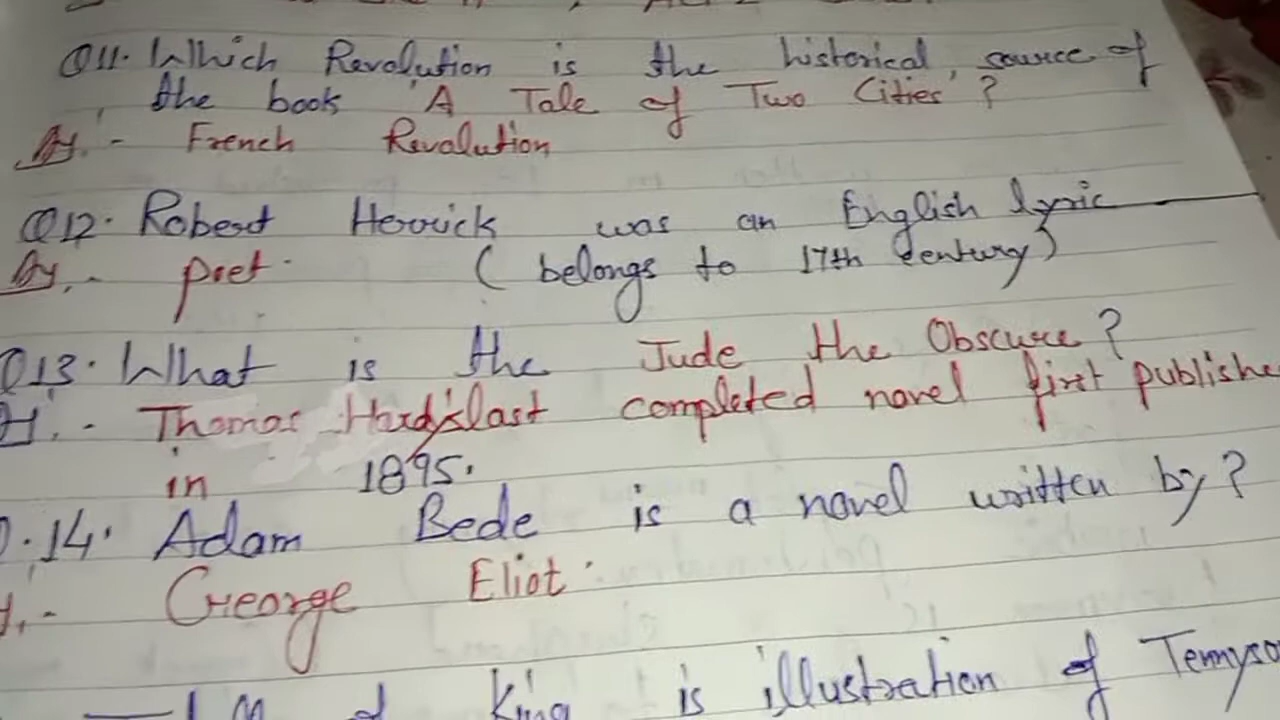 Q11. Which Revolution is the historical source of
the book 'A Tale of Two Cities'?
- French Revolution
Q12. Robert Herrick was an English lyric ———
- Poet. (belongs to 17th Century)
Q13. What is the Jude the Obscure?
- Thomas Hardy's last completed novel first publishe
in 1895.
Q.14. Adam Bede is a novel written by?
- George Eliot.
King is illustration of Tennyso